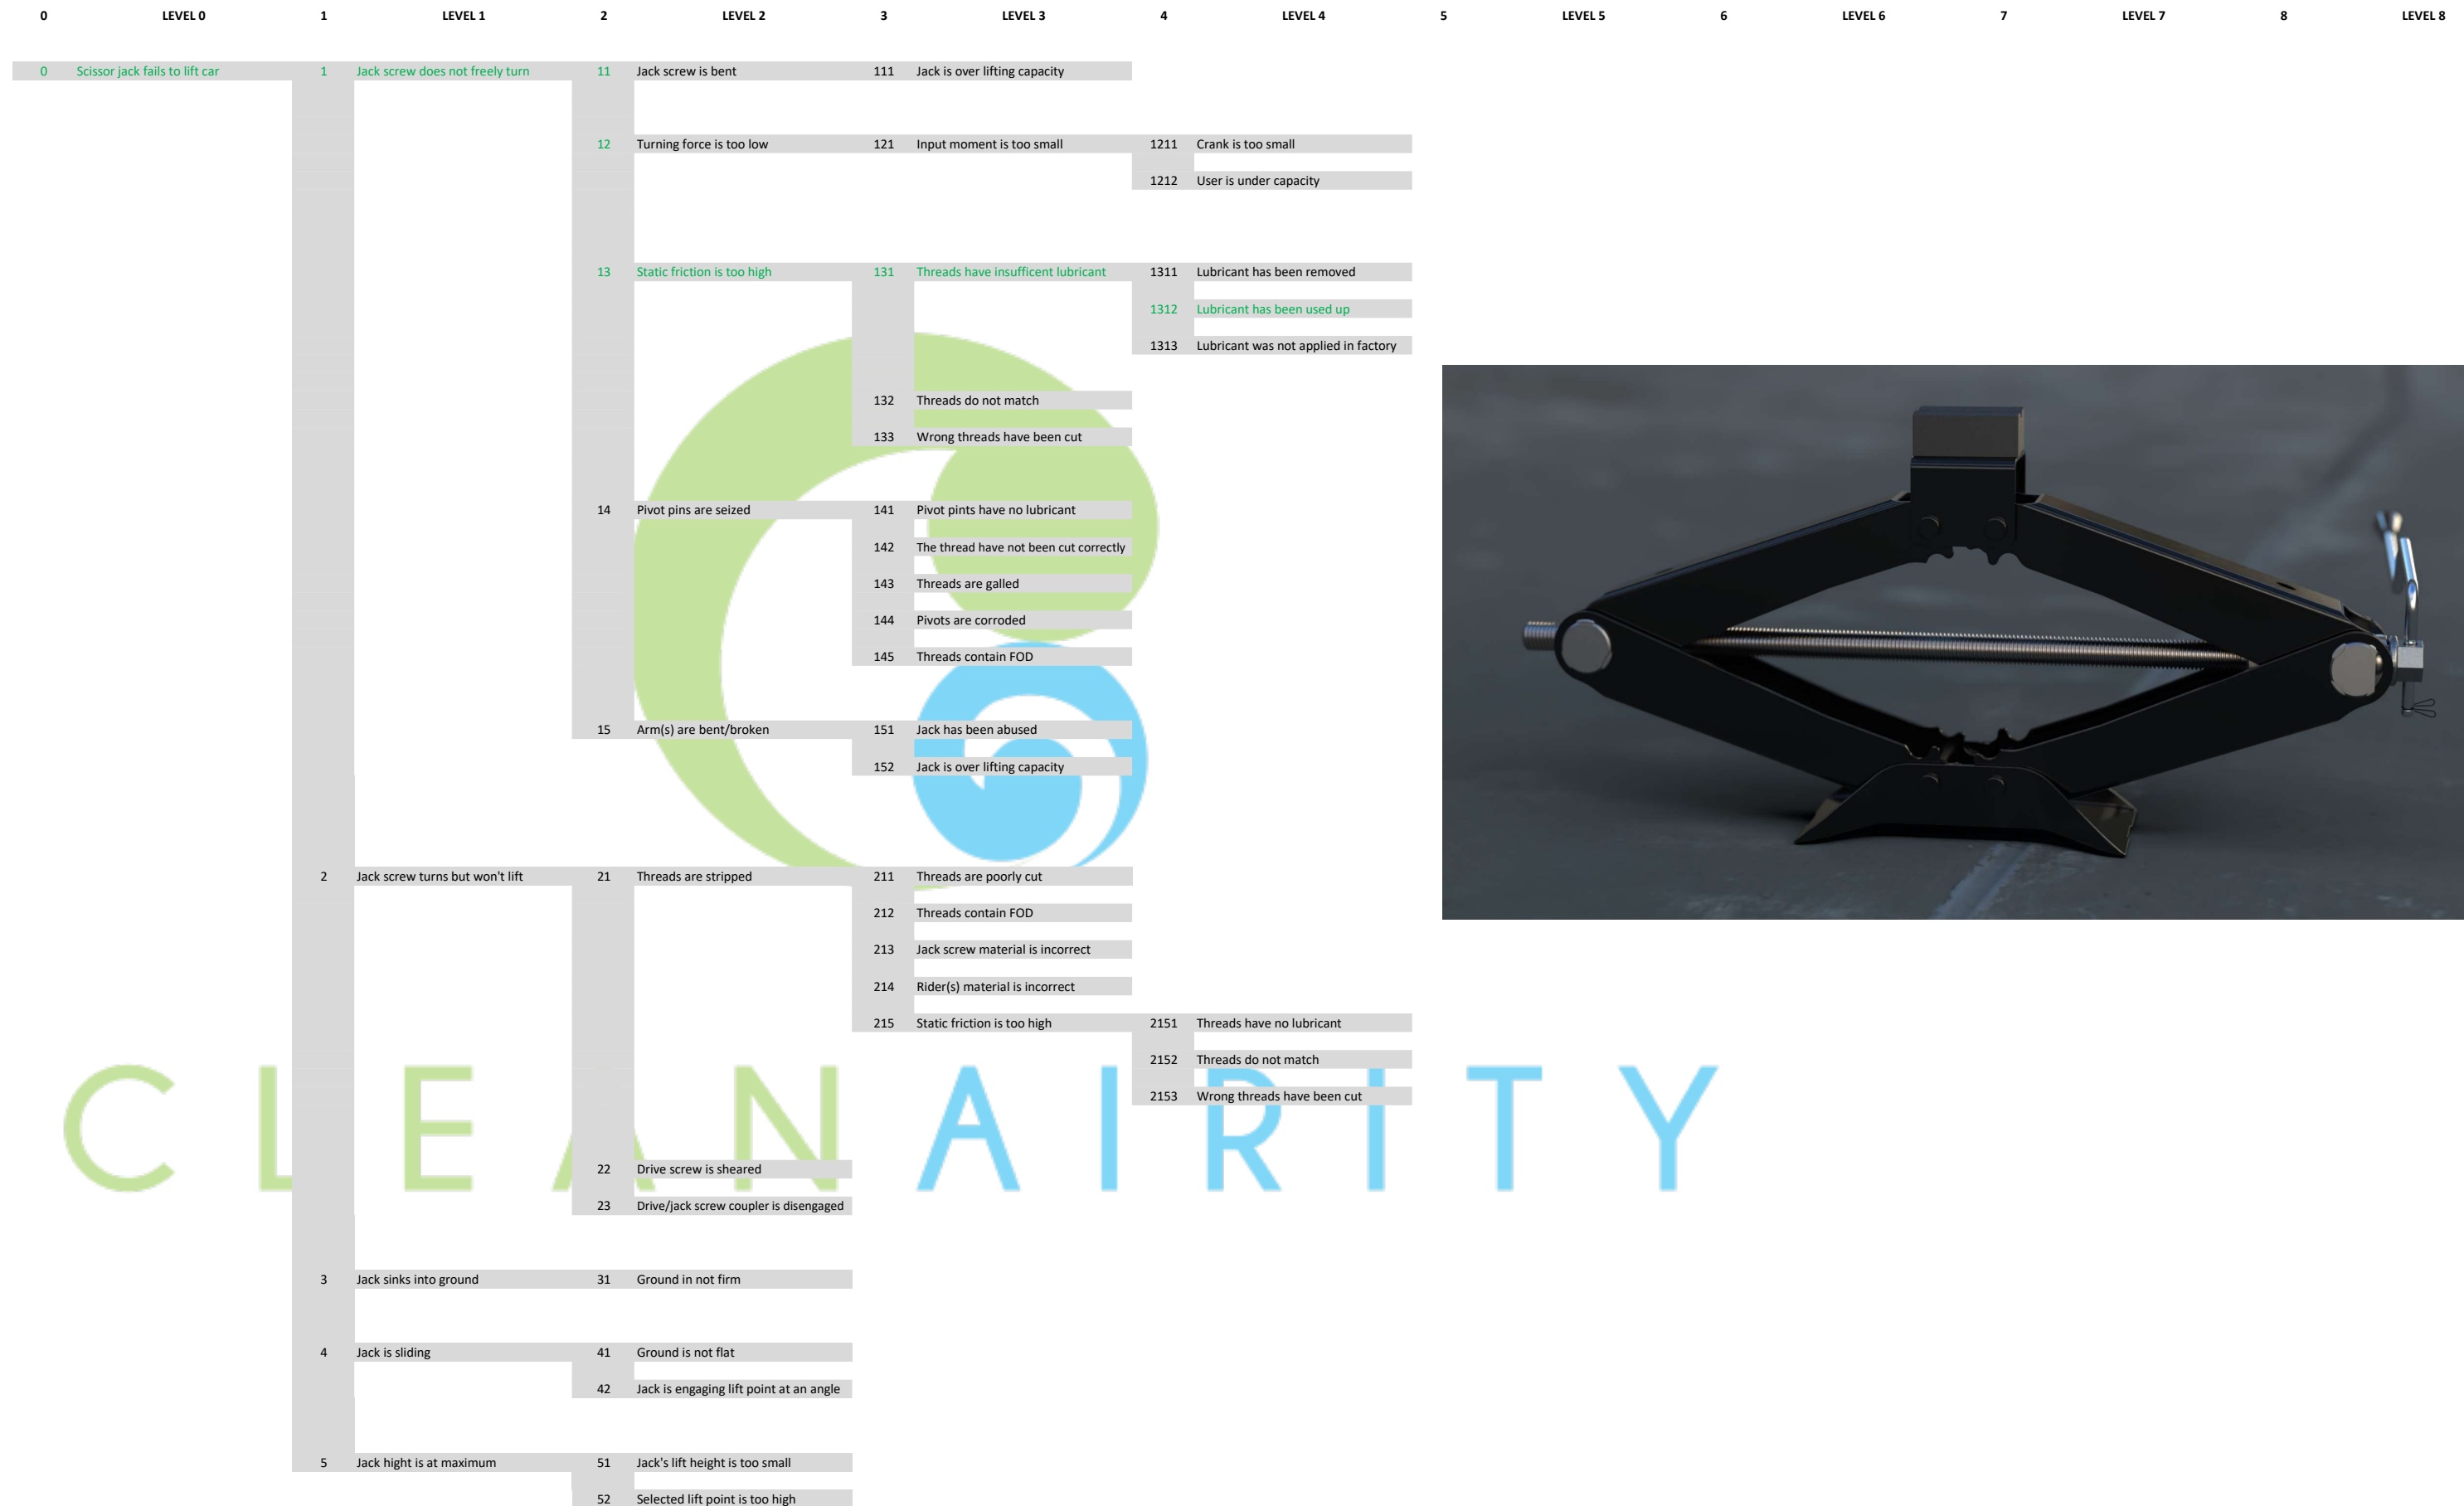 0 LEVEL 0 1 LEVEL 1 2 LEVEL 2 3 LEVEL 3 4 LEVEL 4 5 LEVEL 5 6 LEVEL 6 7 LEVEL 7 8 LEVEL 8
0 Scissor jack fails to lift car 1 Jack screw does not freely turn 11 Jack screw is bent 111 Jack is over lifting capacity
12 Turning force is too low 121 Input moment is too small 1211 Crank is too small
1212 User is under capacity
13 Static friction is too high 131 Threads have insufficent lubricant 1311 Lubricant has been removed
1312 Lubricant has been used up
1313 Lubricant was not applied in factory
132 Threads do not match
133 Wrong threads have been cut
14 Pivot pins are seized 141 Pivot pints have no lubricant
142 The thread have not been cut correctly
143 Threads are galled
144 Pivots are corroded
145 Threads contain FOD
15 Arm(s) are bent/broken 151 Jack has been abused
152 Jack is over lifting capacity
2 Jack screw turns but won't lift 21 Threads are stripped 211 Threads are poorly cut
212 Threads contain FOD
213 Jack screw material is incorrect
214 Rider(s) material is incorrect
215 Static friction is too high 2151 Threads have no lubricant
2152 Threads do not match
2153 Wrong threads have been cut
CLEANAIRITY
22 Drive screw is sheared
23 Drive/jack screw coupler is disengaged
3 Jack sinks into ground 31 Ground in not firm
4 Jack is sliding 41 Ground is not flat
42 Jack is engaging lift point at an angle
5 Jack hight is at maximum 51 Jack's lift height is too small
52 Selected lift point is too high